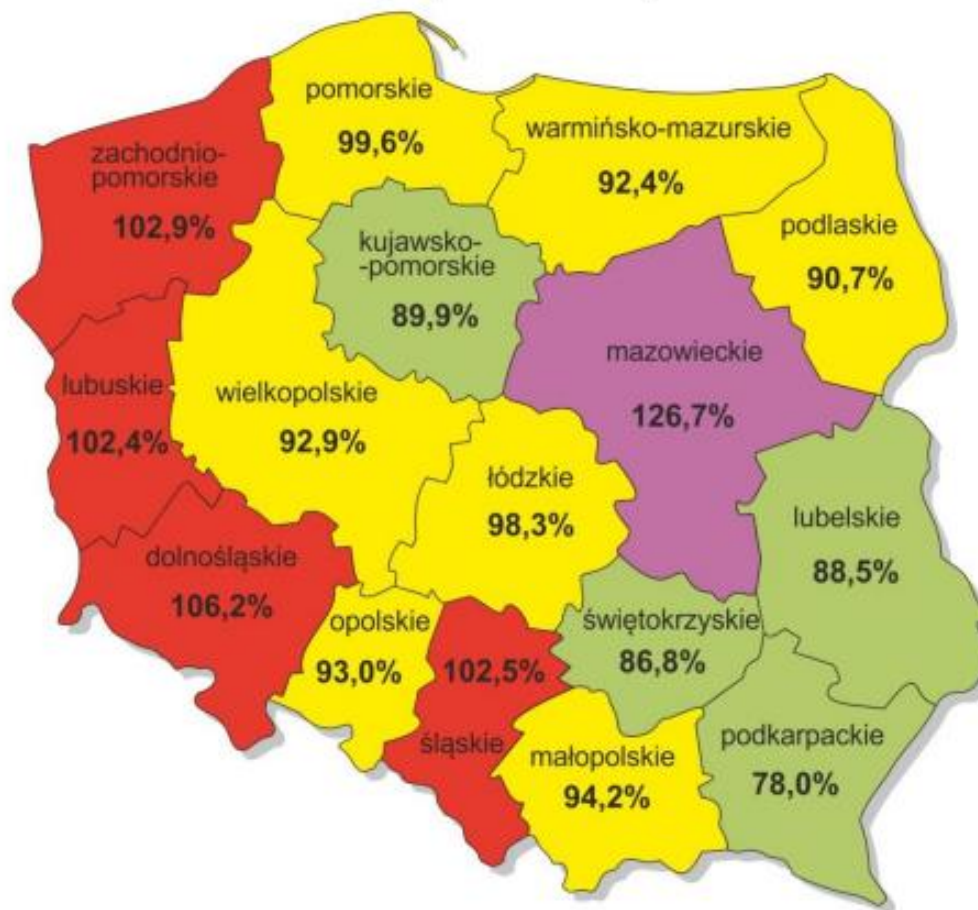 pomorskie
99,6%
warmińsko-mazurskie
92,4%
zachodnio-
pomorskie
102,9%
podlaskie
90,7%
kujawsko-
-pomorskie
89,9%
mazowieckie
126,7%
lubuskie
102,4%
wielkopolskie
92,9%
łódzkie
98,3%
lubelskie
88,5%
dolnośląskie
106,2%
opolskie
93,0%
102,5%
śląskie
świętokrzyskie
86,8%
małopolskie
94,2%
podkarpackie
78,0%